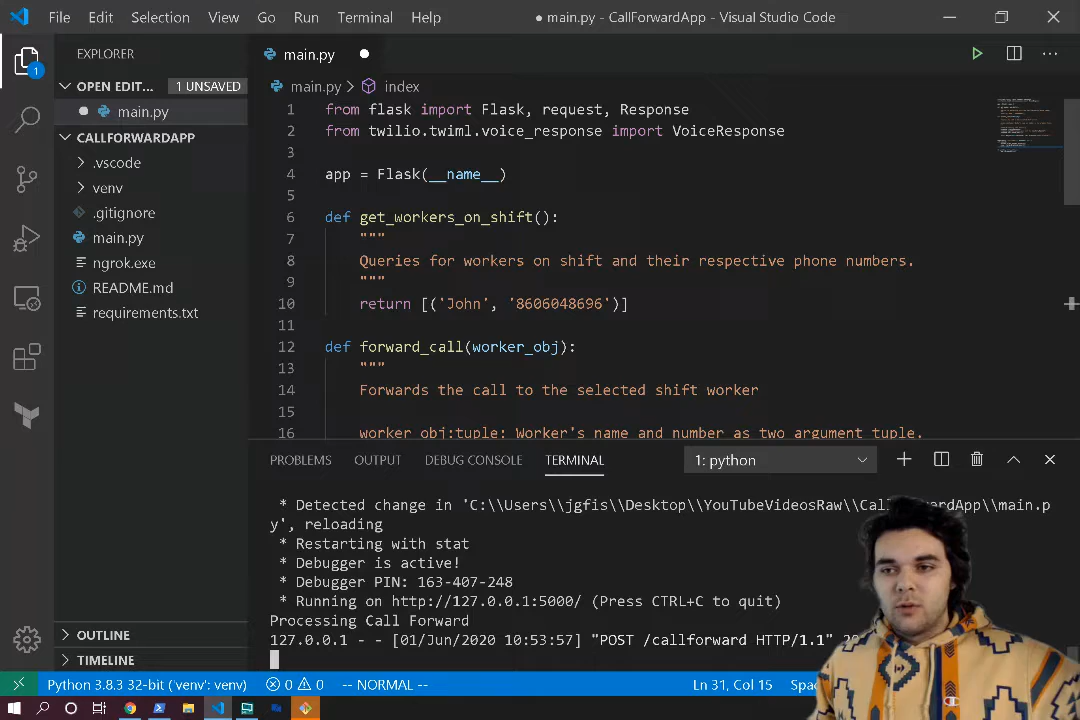 File Edit Selection View Go Run Terminal Help ● main.py - CallForwardApp - Visual Studio Code
EXPLORER
1
OPEN EDIT... 1 UNSAVED
● main.py
CALLFORWARDAPP
.vscode
venv
.gitignore
main.py
ngrok.exe
README.md
requirements.txt
OUTLINE
TIMELINE
main.py ●
main.py > index
1 from flask import Flask, request, Response
2 from twilio.twiml.voice_response import VoiceResponse
3
4 app = Flask(__name__)
5
6 def get_workers_on_shift():
7 """
8 Queries for workers on shift and their respective phone numbers.
9 """
10 return [('John', '8606048696')]
11
12 def forward_call(worker_obj):
13 """
14 Forwards the call to the selected shift worker
15
16 worker_obj:tuple: Worker's name and number as two argument tuple.
PROBLEMS OUTPUT DEBUG CONSOLE TERMINAL 1: python
* Detected change in 'C:\\Users\\jgfis\\Desktop\\YouTubeVideosRaw\\CallForwardApp\\main.p
y', reloading
* Restarting with stat
* Debugger is active!
* Debugger PIN: 163-407-248
* Running on http://127.0.0.1:5000/ (Press CTRL+C to quit)
Processing Call Forward
127.0.0.1 - - [01/Jun/2020 10:53:57] "POST /callforward HTTP/1.1"
Python 3.8.3 32-bit ('venv': venv) 0 0 -- NORMAL -- Ln 31, Col 15